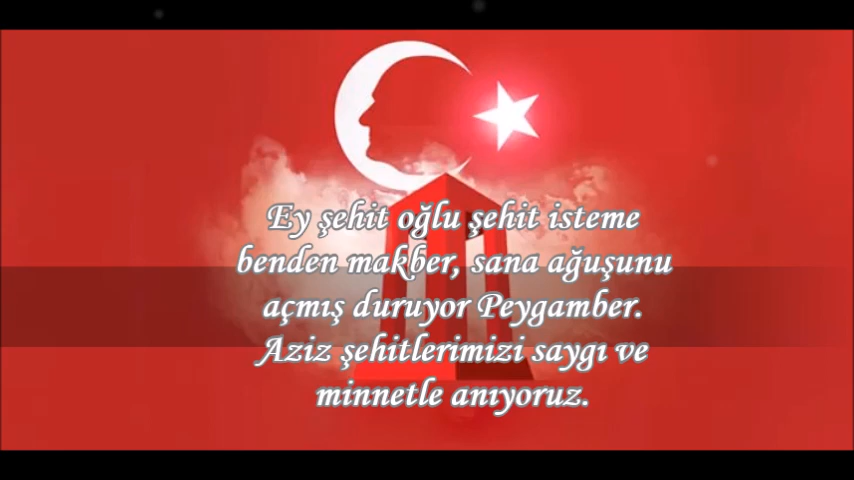 Ey şehit oğlu şehit isteme
benden makber, sana ağuşunu
açmış duruyor Peygamber.
Aziz şehitlerimizi saygı ve
minnetle anıyoruz.